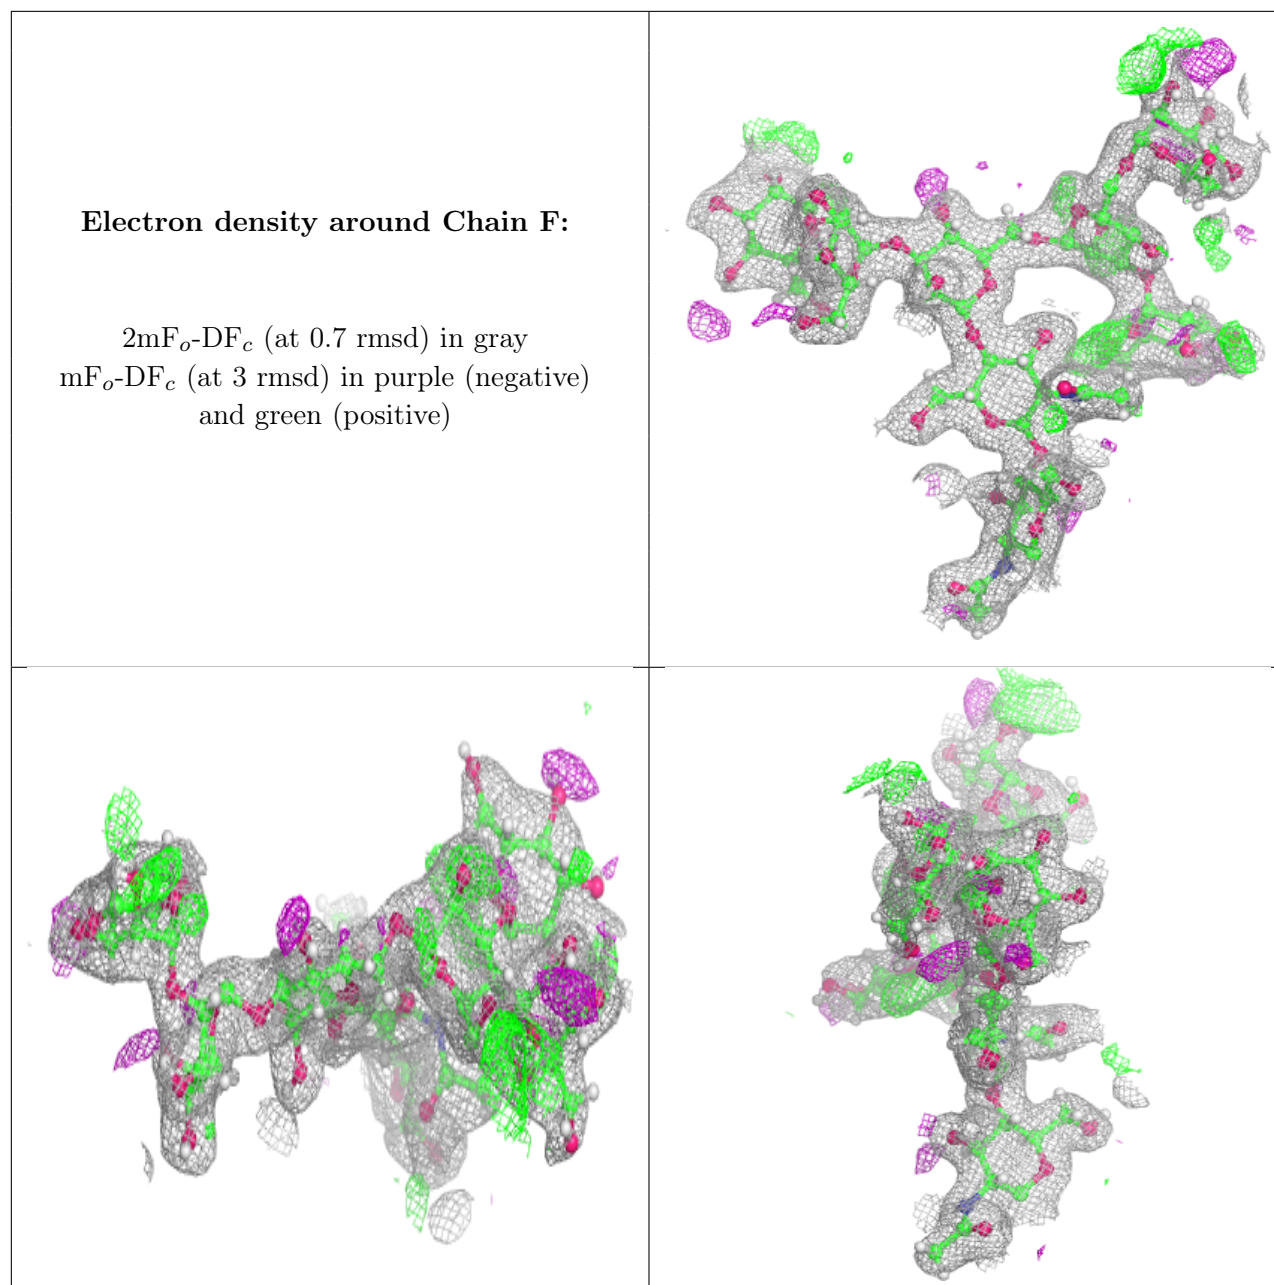 Electron density around Chain F:
2mFo-DFc (at 0.7 rmsd) in gray
mFo-DFc (at 3 rmsd) in purple (negative)
and green (positive)